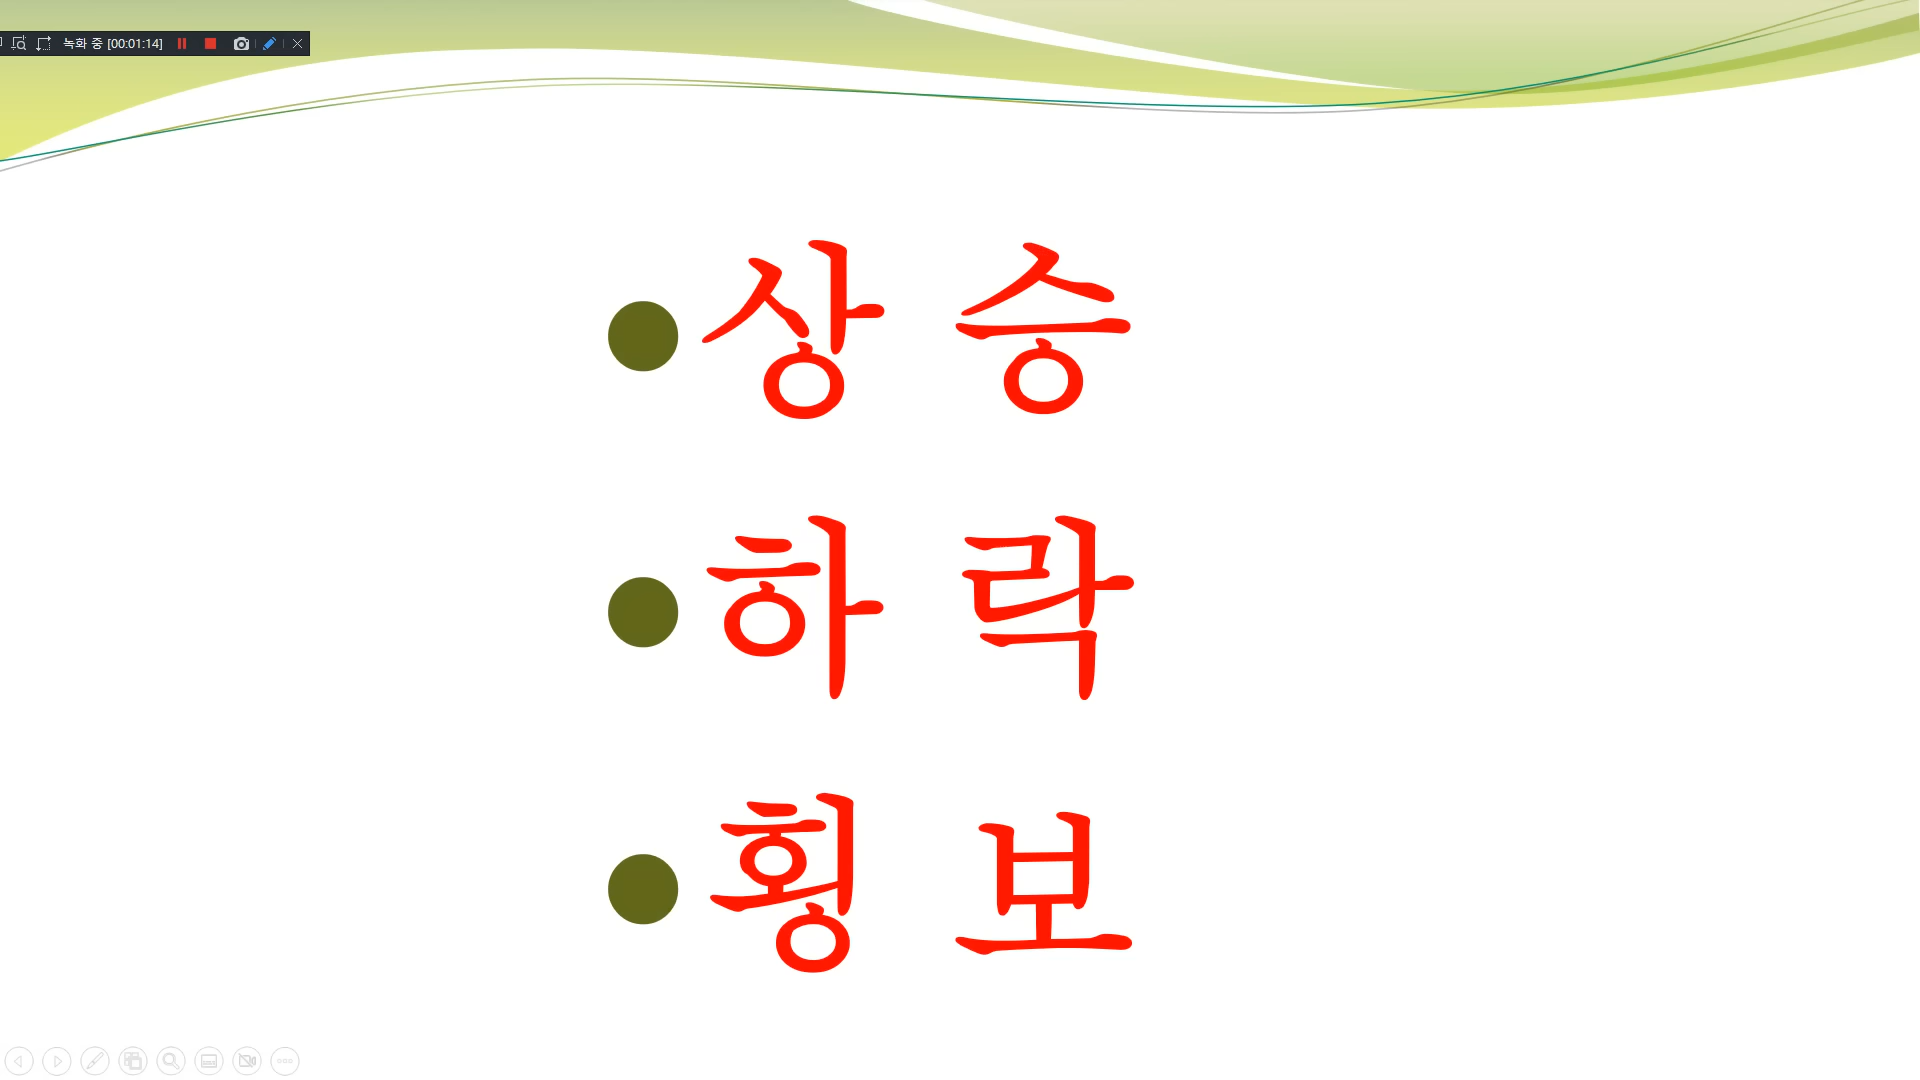 녹화 중 [00:01:14]
상 승
하 락
횡 보